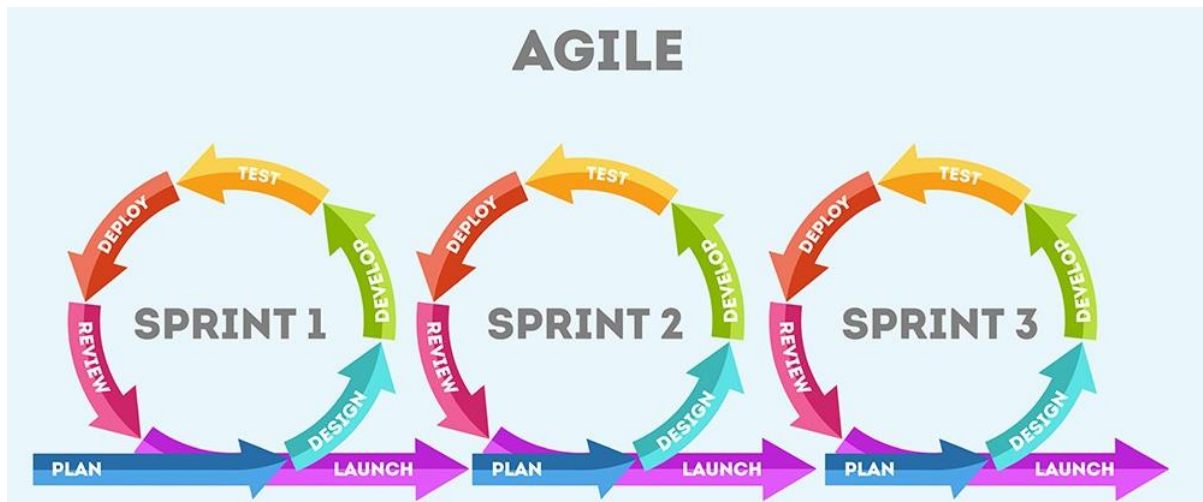 AGILE
TEST
DEPLOY
DEVELOP
SPRINT 1
REVIEW
DESIGN
PLAN
LAUNCH
TEST
DEPLOY
DEVELOP
SPRINT 2
REVIEW
DESIGN
PLAN
LAUNCH
TEST
DEPLOY
DEVELOP
SPRINT 3
REVIEW
DESIGN
PLAN
LAUNCH